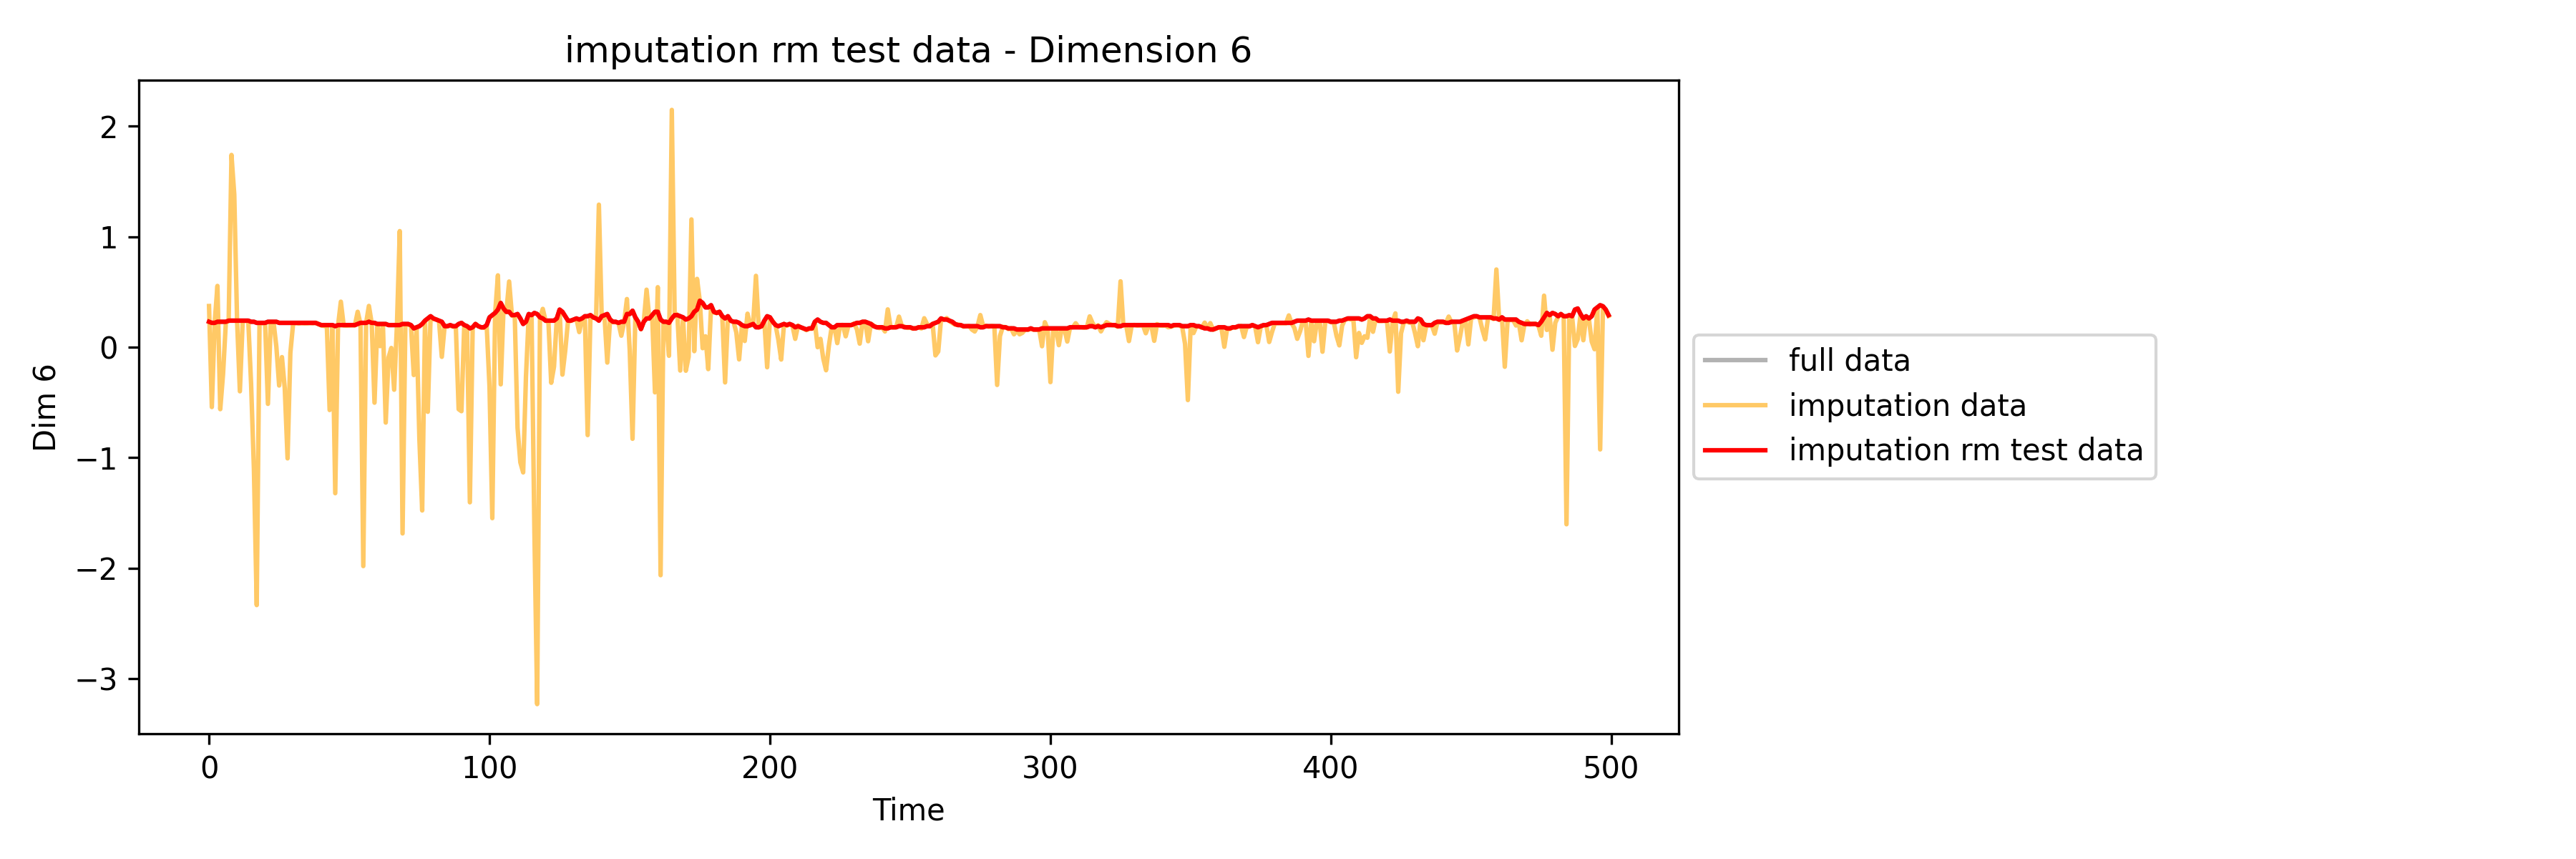 imputation rm test data - Dimension 6
2
1
0
−1
−2
−3
Dim 6
0 100 200 300 400 500
Time
full data
imputation data
imputation rm test data